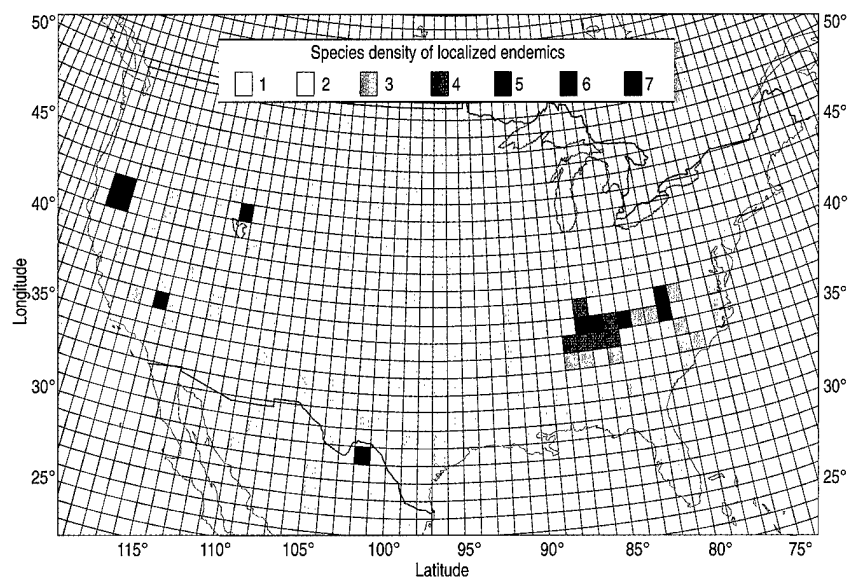 Species density of localized endemics
1 2 3 4 5 6 7
50° 50°
45° 45°
40° 40°
35° 35°
30° 30°
25° 25°
Longitude
115° 110° 105° 100° 95° 90° 85° 80° 75°
Latitude